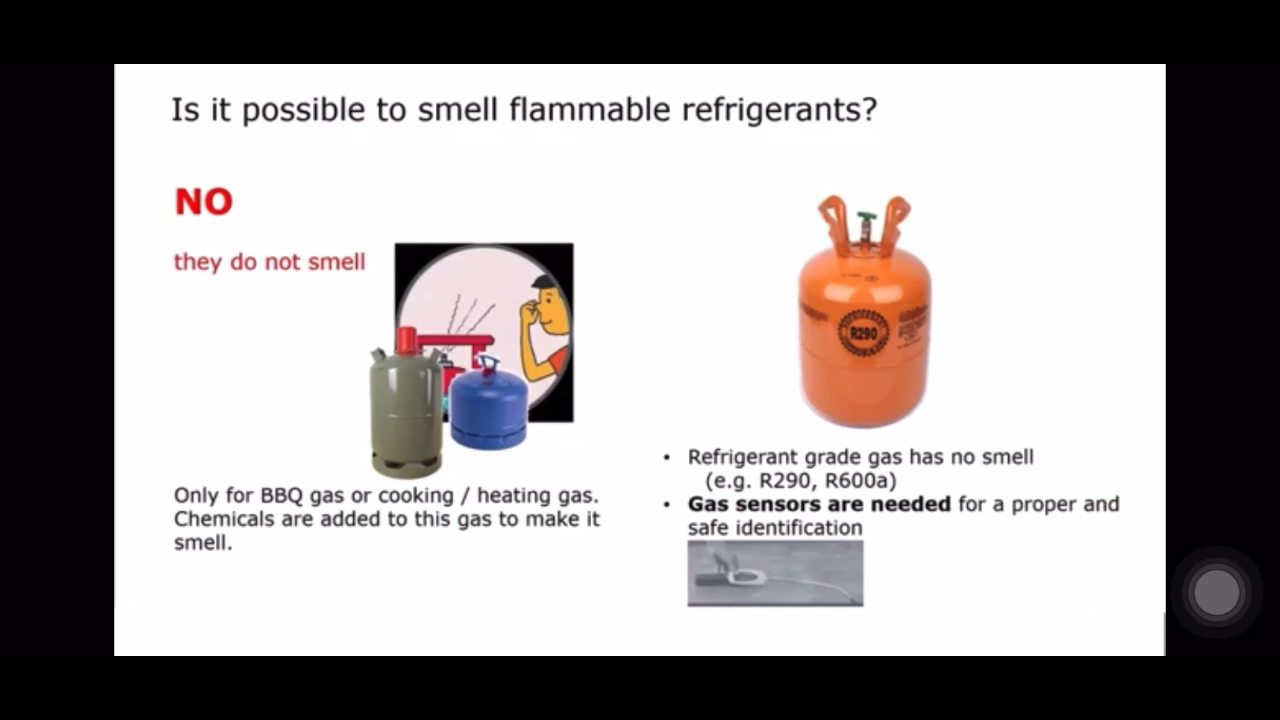 Is it possible to smell flammable refrigerants?
NO
they do not smell
R290
Only for BBQ gas or cooking / heating gas.
Chemicals are added to this gas to make it
smell.
• Refrigerant grade gas has no smell
(e.g. R290, R600a)
• Gas sensors are needed for a proper and
safe identification